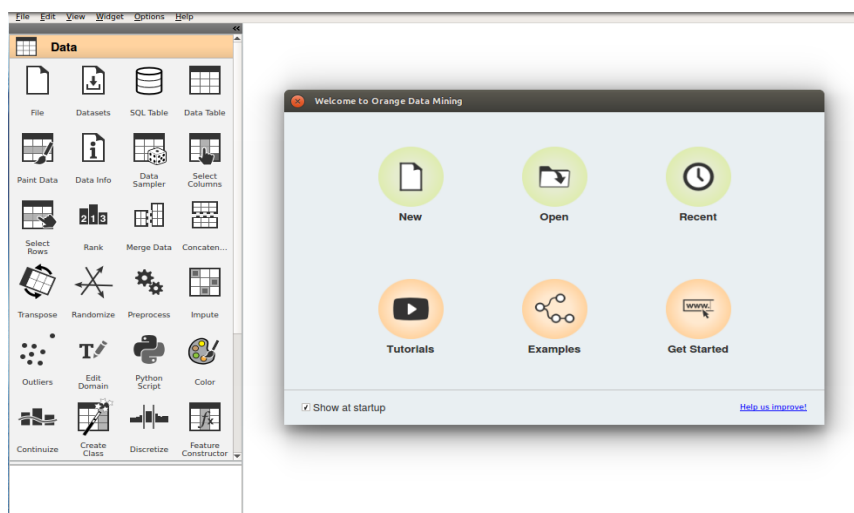 File Edit View Widget Options Help
Data
File Datasets SQL Table Data Table
Paint Data Data Info Data Sampler Select Columns
Select Rows Rank Merge Data Concaten...
Transpose Randomize Preprocess Impute
Outliers Edit Domain Python Script Color
Continuize Create Class Discretize Feature Constructor
Welcome to Orange Data Mining
New Open Recent
www.
Tutorials Examples Get Started
Show at startup Help us improve!